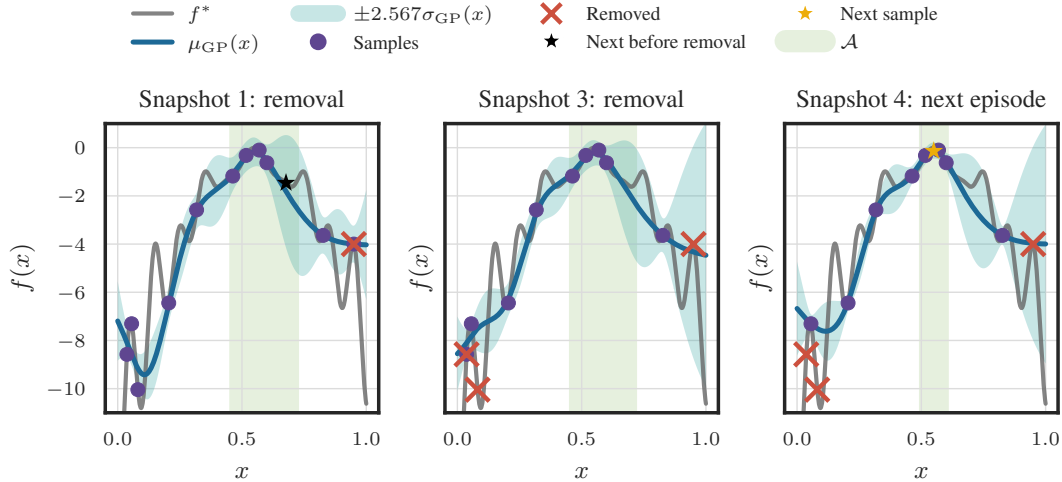 f* ±2.567σGP(x) Removed Next sample
μGP(x) Samples Next before removal 𝒜
Snapshot 1: removal Snapshot 3: removal Snapshot 4: next episode
f(x)
0
−2
−4
−6
−8
−10
0.0 0.5 1.0
x
f(x)
0.0 0.5 1.0
x
f(x)
0.0 0.5 1.0
x